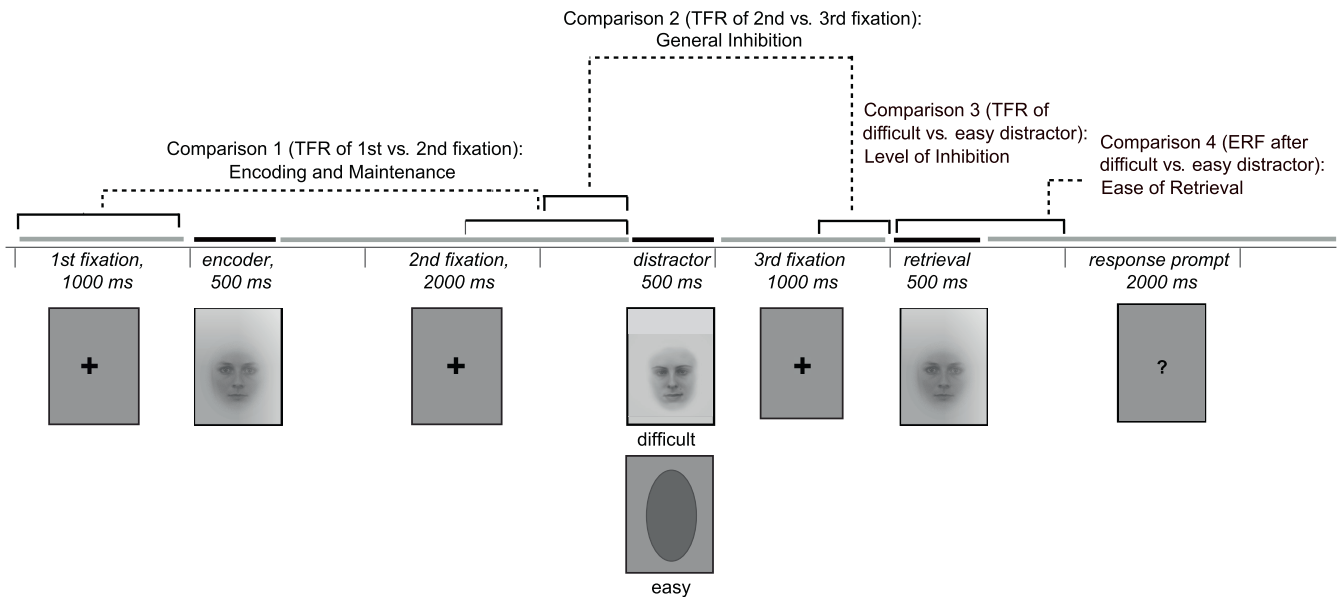 Comparison 2 (TFR of 2nd vs. 3rd fixation):
General Inhibition
Comparison 3 (TFR of
difficult vs. easy distractor):
Level of Inhibition
Comparison 4 (ERF after
difficult vs. easy distractor):
Ease of Retrieval
Comparison 1 (TFR of 1st vs. 2nd fixation):
Encoding and Maintenance
1st fixation,
1000 ms
encoder,
500 ms
2nd fixation,
2000 ms
distractor
500 ms
3rd fixation
1000 ms
retrieval
500 ms
response prompt
2000 ms
?
difficult
easy